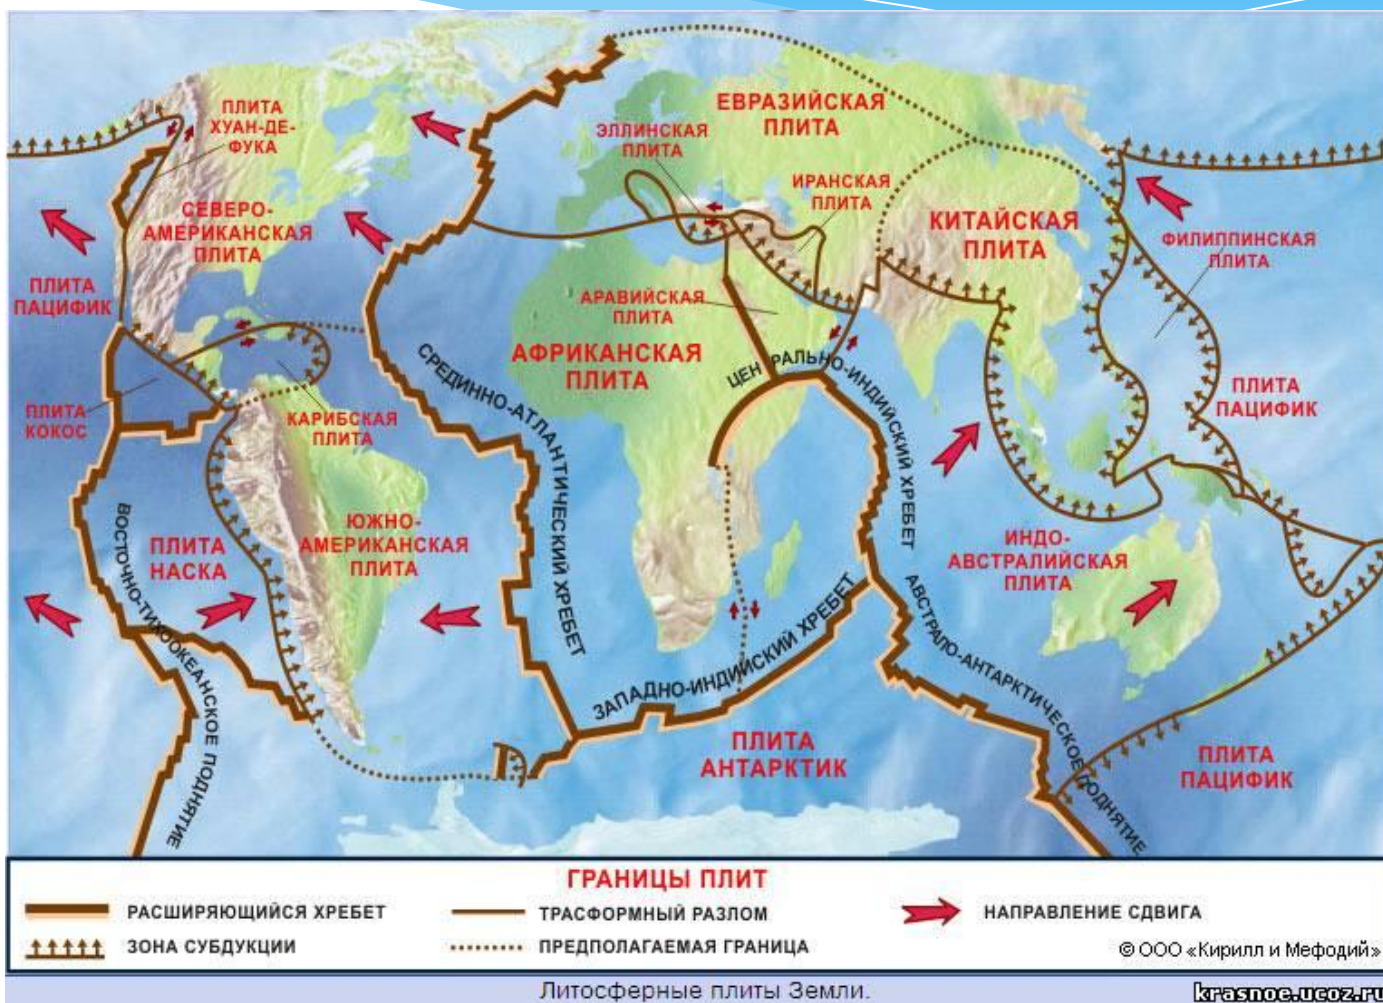 ПЛИТА
ХУАН-ДЕ-
ФУКА
ЕВРАЗИЙСКАЯ
ПЛИТА
ЭЛЛИНСКАЯ
ПЛИТА
ИРАНСКАЯ
ПЛИТА
СЕВЕРО-
АМЕРИКАНСКАЯ
ПЛИТА
КИТАЙСКАЯ
ПЛИТА
ФИЛИППИНСКАЯ
ПЛИТА
ПЛИТА
ПАЦИФИК
АРАВИЙСКАЯ
ПЛИТА
АФРИКАНСКАЯ
ПЛИТА
СРЕДИННО-АТЛАНТИЧЕСКИЙ ХРЕБЕТ
ЦЕНТРАЛЬНО-ИНДИЙСКИЙ ХРЕБЕТ
ПЛИТА
КОКОС
КАРИБСКАЯ
ПЛИТА
ПЛИТА
ПАЦИФИК
ВОСТОЧНО-ТИХООКЕАНСКОЕ ПОДНЯТИЕ
ПЛИТА
НАСКА
ЮЖНО-
АМЕРИКАНСКАЯ
ПЛИТА
ИНДО-
АВСТРАЛИЙСКАЯ
ПЛИТА
ЗАПАДНО-ИНДИЙСКИЙ ХРЕБЕТ
АВСТРАЛО-АНТАРКТИЧЕСКОЕ ПОДНЯТИЕ
ПЛИТА
АНТАРКТИК
ПЛИТА
ПАЦИФИК
ГРАНИЦЫ ПЛИТ
РАСШИРЯЮЩИЙСЯ ХРЕБЕТ
ТРАСФОРМНЫЙ РАЗЛОМ
НАПРАВЛЕНИЕ СДВИГА
ЗОНА СУБДУКЦИИ
ПРЕДПОЛАГАЕМАЯ ГРАНИЦА
© ООО «Кирилл и Мефодий»
Литосферные плиты Земли.
krasnoe.ucoz.ru